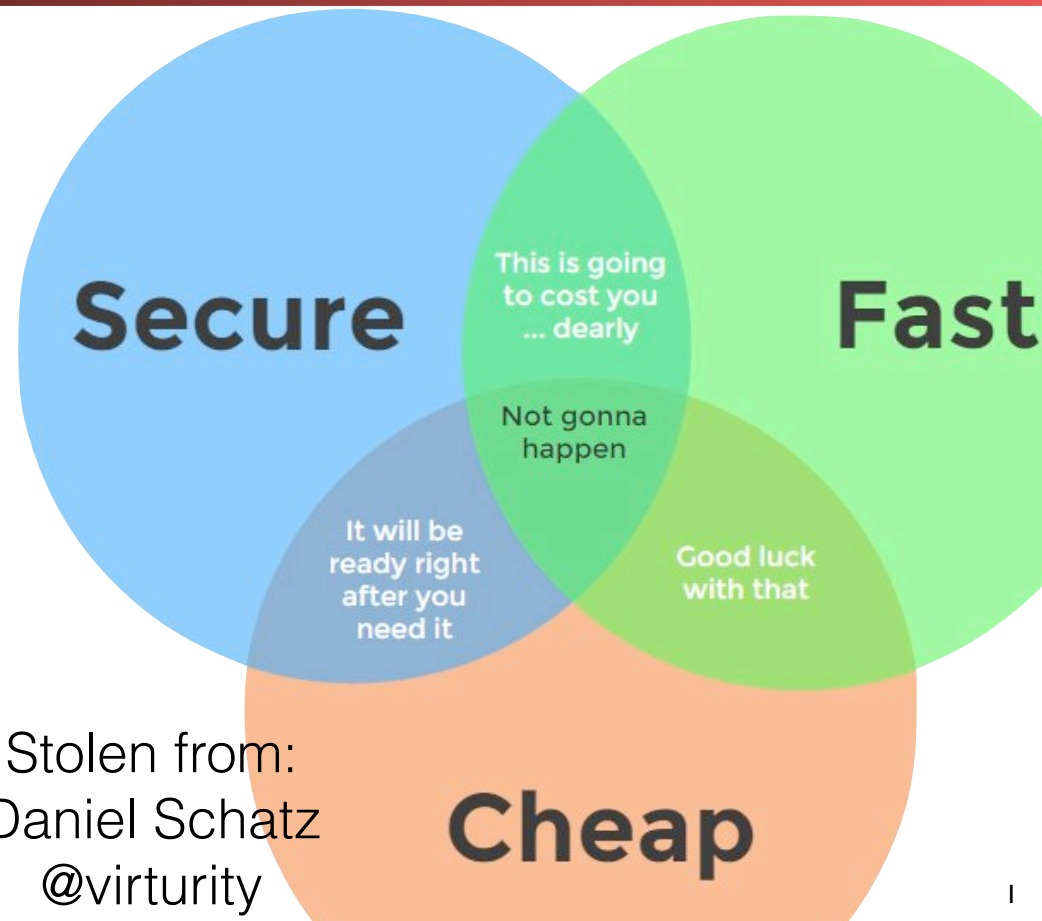 Secure
This is going
to cost you
... dearly
Fast
Not gonna
happen
It will be
ready right
after you
need it
Good luck
with that
Stolen from:
Daniel Schatz
@virturity
Cheap
1